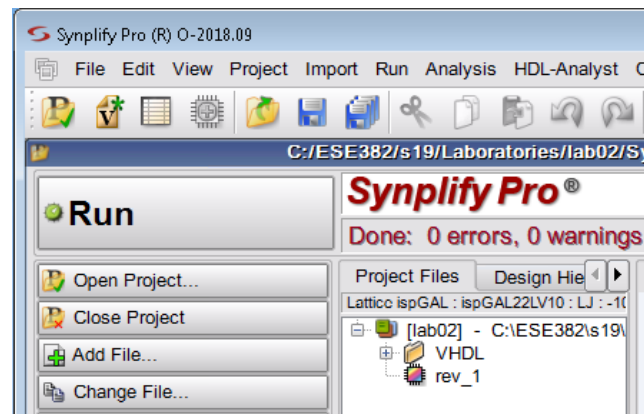 Synplify Pro (R) O-2018.09
File Edit View Project Import Run Analysis HDL-Analyst
C:/ESE382/s19/Laboratories/lab02/Sy
Run
Synplify Pro ®
Done: 0 errors, 0 warnings
Open Project...
Close Project
Add File...
Change File...
Project Files Design Hie
Lattice ispGAL : ispGAL22LV10 : LJ : -10
[lab02] - C:\ESE382\s19\
VHDL
rev_1